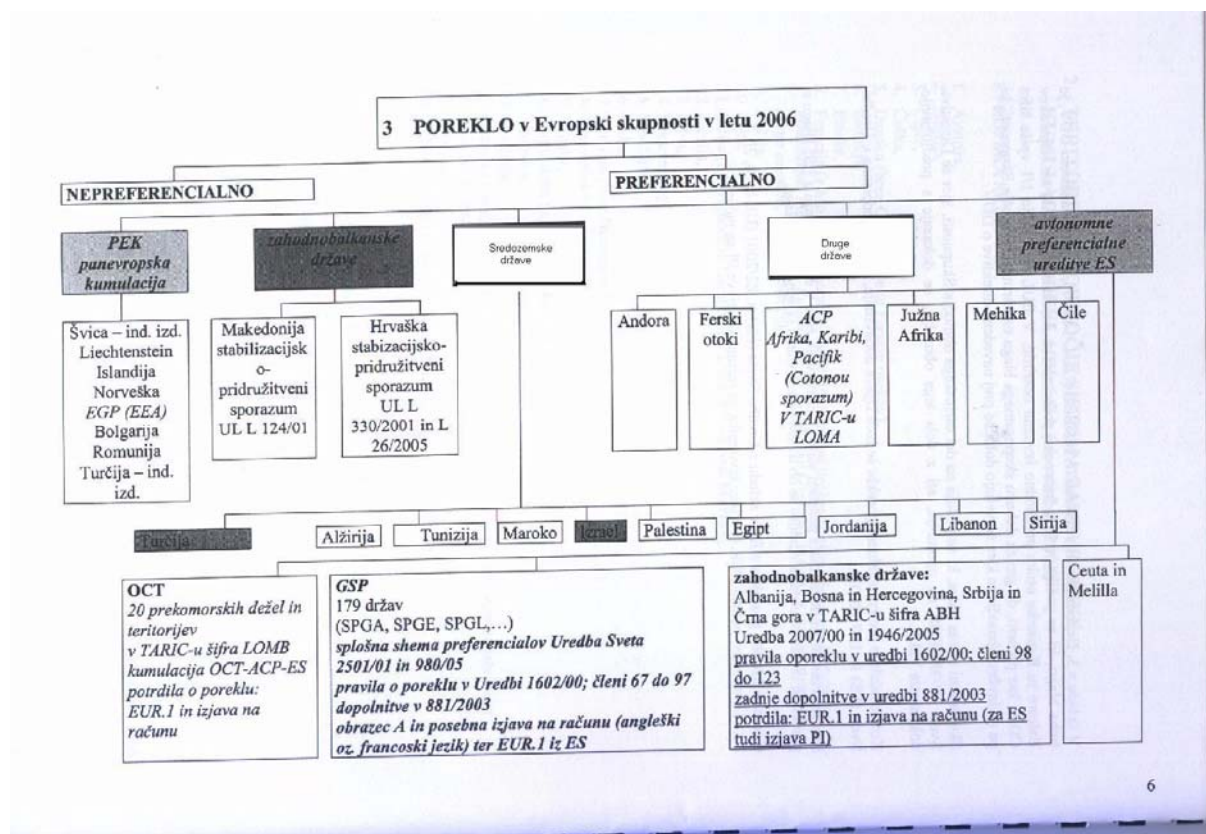 3 POREKLO v Evropski skupnosti v letu 2006
NEPREFERENCIALNO
PREFERENCIALNO
PEK
panevropska
kumulacija
zahodnobalkanske
države
Sredozemske
države
Druge
države
avtonomne
preferencialne
ureditve ES
Švica – ind. izd.
Liechtenstein
Islandija
Norveška
EGP (EEA)
Bolgarija
Romunija
Turčija – ind.
izd.
Makedonija
stabilizacijsk
o-
pridružitveni
sporazum
UL L 124/01
Hrvaška
stabizacijsko-
pridružitveni
sporazum
UL L
330/2001 in L
26/2005
Andora
Ferski
otoki
ACP
Afrika, Karibi,
Pacifik
(Cotonou
sporazum)
V TARIC-u
LOMA
Južna
Afrika
Mehika
Čile
Turčija
Alžirija
Tunizija
Maroko
Izrael
Palestina
Egipt
Jordanija
Libanon
Sirija
OCT
20 prekomorskih dežel in
teritorijev
v TARIC-u šifra LOMB
kumulacija OCT-ACP-ES
potrdila o poreklu:
EUR.1 in izjava na
računu
GSP
179 držav
(SPGA, SPGE, SPGL,…)
splošna shema preferencialov Uredba Sveta
2501/01 in 980/05
pravila o poreklu v Uredbi 1602/00; členi 67 do 97
dopolnitve v 881/2003
obrazec A in posebna izjava na računu (angleški
oz. francoski jezik) ter EUR.1 iz ES
zahodnobalkanske države:
Albanija, Bosna in Hercegovina, Srbija in
Črna gora v TARIC-u šifra ABH
Uredba 2007/00 in 1946/2005
pravila oporeklu v uredbi 1602/00; členi 98
do 123
zadnje dopolnitve v uredbi 881/2003
potrdila: EUR.1 in izjava na računu (za ES
tudi izjava PI)
Ceuta in
Melilla
6